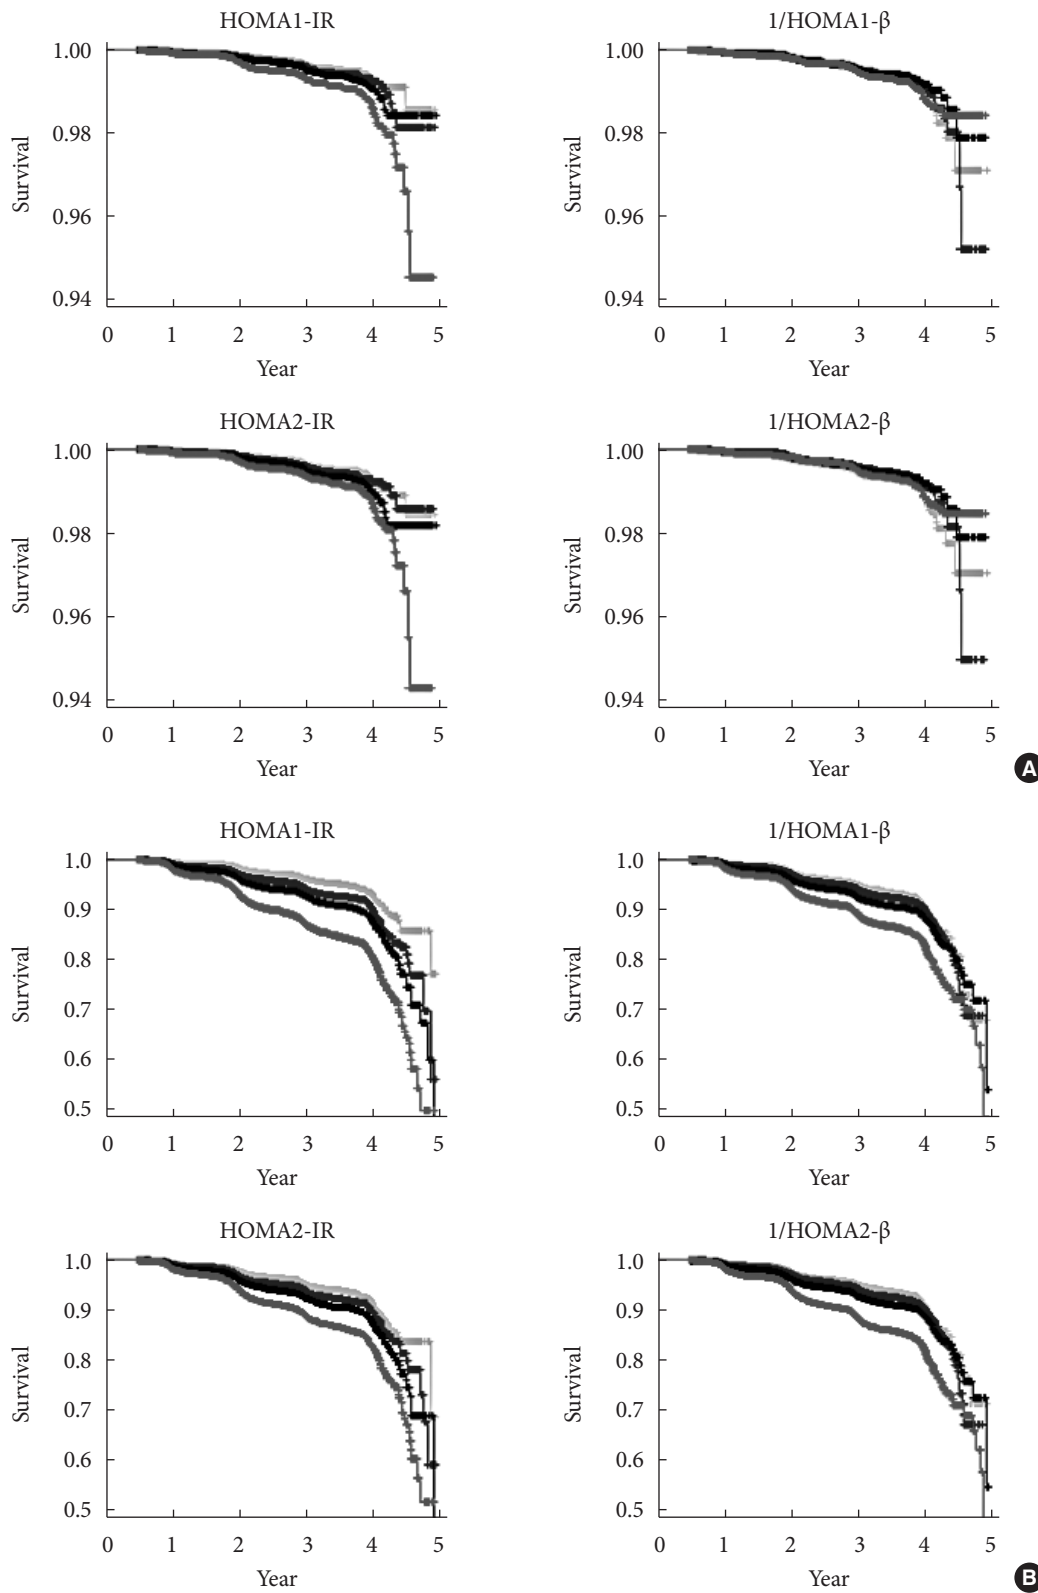 HOMA1-IR
1.00
0.98
0.96
0.94
Survival
0 1 2 3 4 5
Year
1/HOMA1-β
1.00
0.98
0.96
0.94
Survival
0 1 2 3 4 5
Year
HOMA2-IR
1.00
0.98
0.96
0.94
Survival
0 1 2 3 4 5
Year
1/HOMA2-β
1.00
0.98
0.96
0.94
Survival
0 1 2 3 4 5
Year
A
HOMA1-IR
1.0
0.9
0.8
0.7
0.6
0.5
Survival
0 1 2 3 4 5
Year
1/HOMA1-β
1.0
0.9
0.8
0.7
0.6
0.5
Survival
0 1 2 3 4 5
Year
HOMA2-IR
1.0
0.9
0.8
0.7
0.6
0.5
Survival
0 1 2 3 4 5
Year
1/HOMA2-β
1.0
0.9
0.8
0.7
0.6
0.5
Survival
0 1 2 3 4 5
Year
B